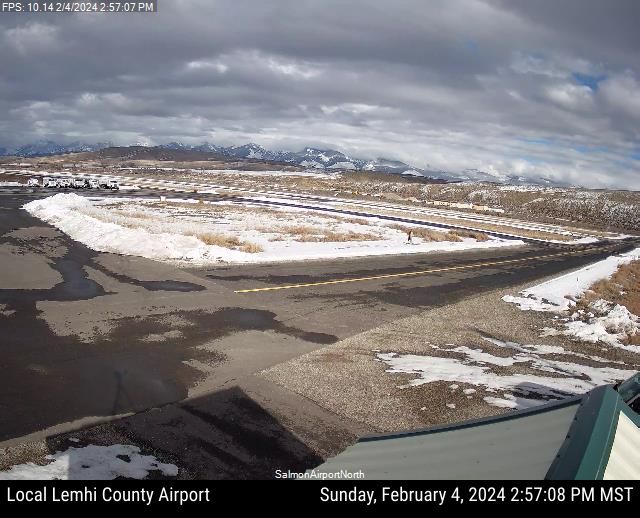 FPS: 10.14 2/4/2024 2:57:07 PM
SalmonAirportNorth
Local Lemhi County Airport Sunday, February 4, 2024 2:57:08 PM MST